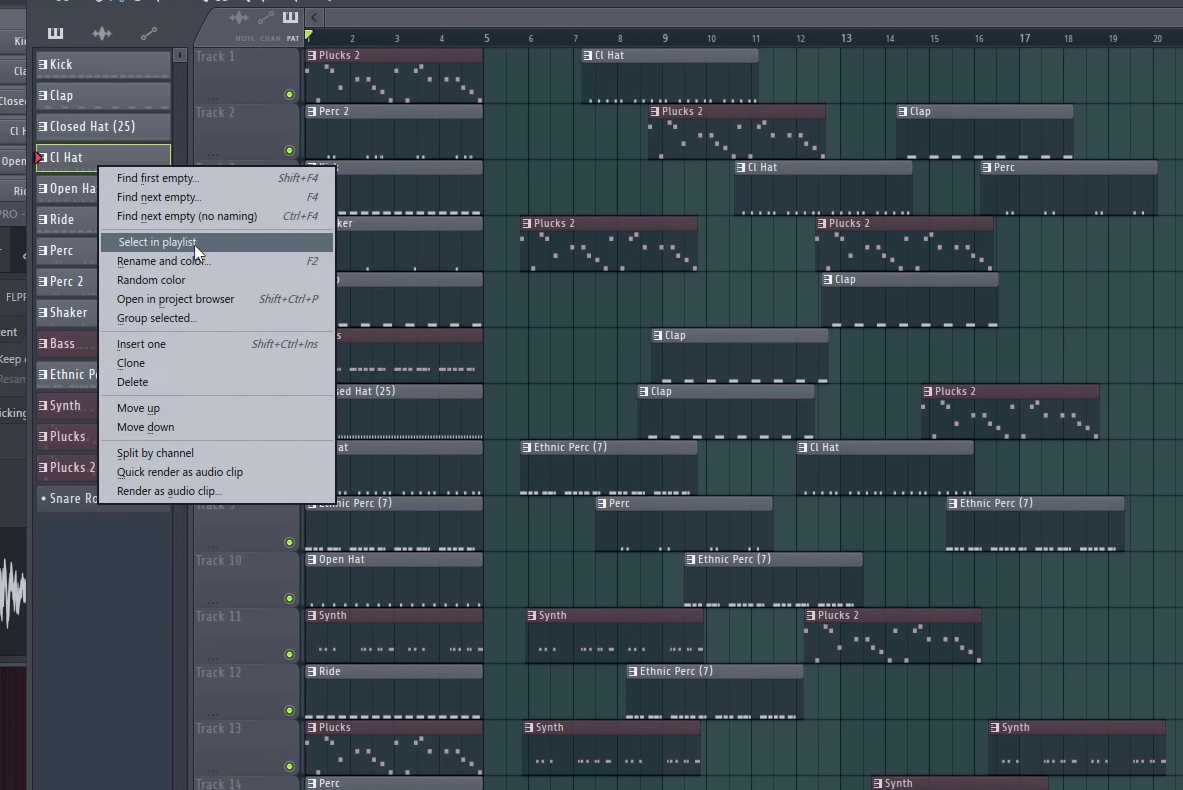 NOTE CHAN PAT
2 3 4 5 6 7 8 9 10 11 12 13 14 15 16 17 18 19 20
Kick
Clap
Closed Hat (25)
Cl Hat
Open Ha
Ride
Perc
Perc 2
Shaker
Bass
Ethnic P
Synth
Plucks
Plucks 2
Snare Ro
Find first empty... Shift+F4
Find next empty... F4
Find next empty (no naming) Ctrl+F4
Select in playlist
Rename and color... F2
Random color
Open in project browser Shift+Ctrl+P
Group selected...
Insert one Shift+Ctrl+Ins
Clone
Delete
Move up
Move down
Split by channel
Quick render as audio clip
Render as audio clip...
Track 1
Plucks 2
Cl Hat
Track 2
Perc 2
Plucks 2
Clap
Cl Hat
Perc
ker
Plucks 2
Plucks 2
Clap
s
Clap
sed Hat (25)
Clap
Plucks 2
at
Ethnic Perc (7)
Cl Hat
Track 9
Ethnic Perc (7)
Perc
Ethnic Perc (7)
Track 10
Open Hat
Ethnic Perc (7)
Track 11
Synth
Synth
Plucks 2
Track 12
Ride
Ethnic Perc (7)
Track 13
Plucks
Synth
Synth
Track 14
Perc
Synth